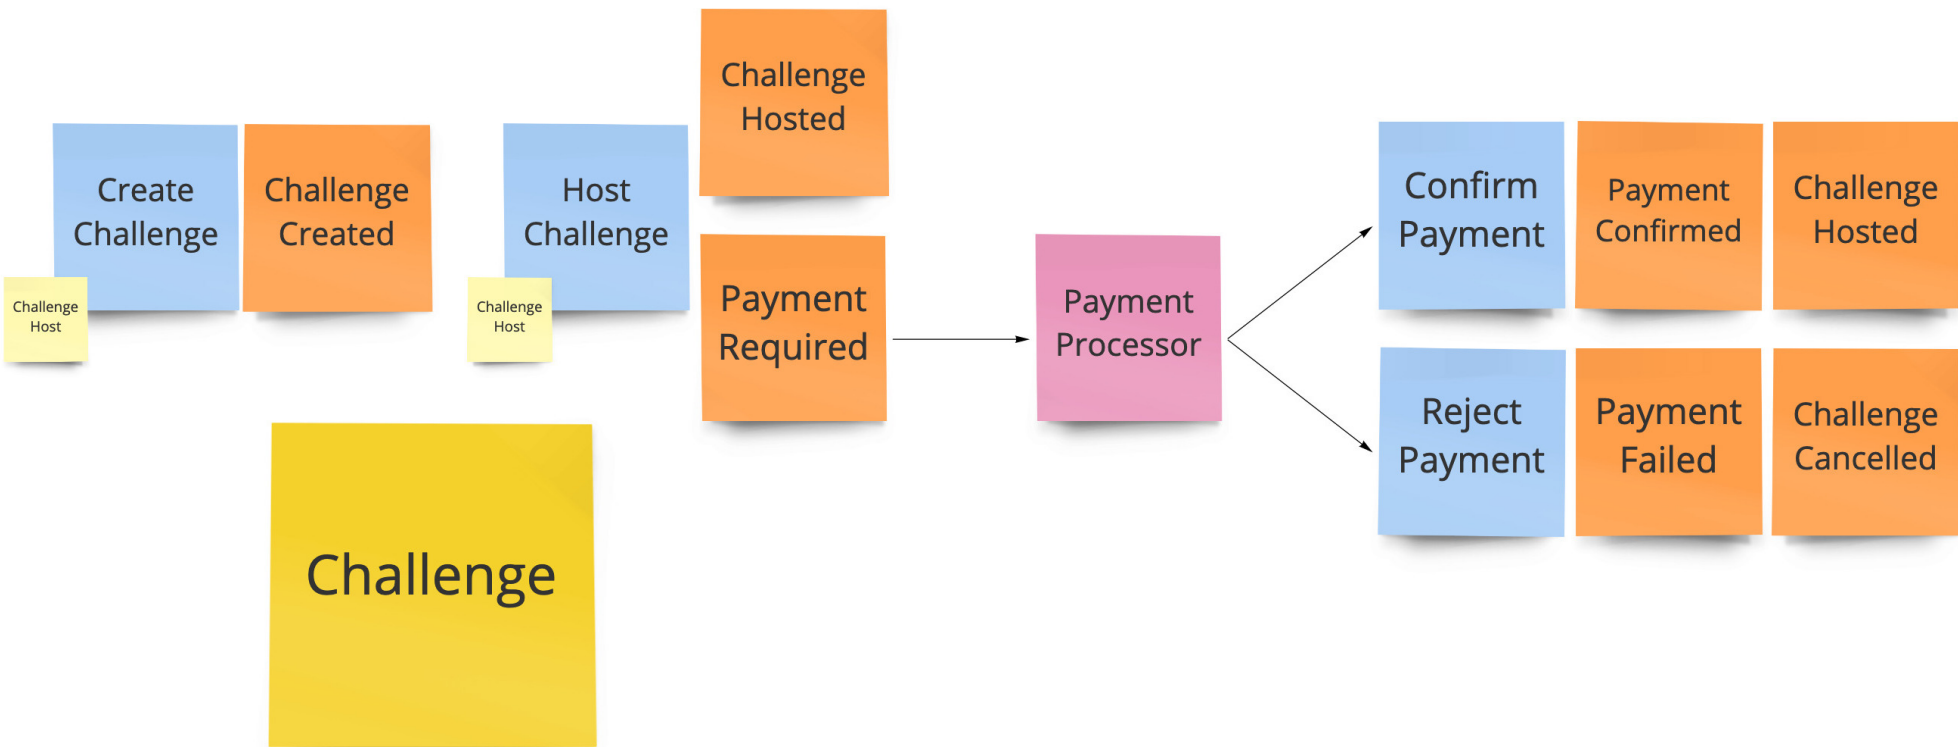 Create
Challenge
Challenge
Host
Challenge
Created
Host
Challenge
Challenge
Host
Challenge
Hosted
Payment
Required
Payment
Processor
Confirm
Payment
Payment
Confirmed
Challenge
Hosted
Reject
Payment
Payment
Failed
Challenge
Cancelled
Challenge